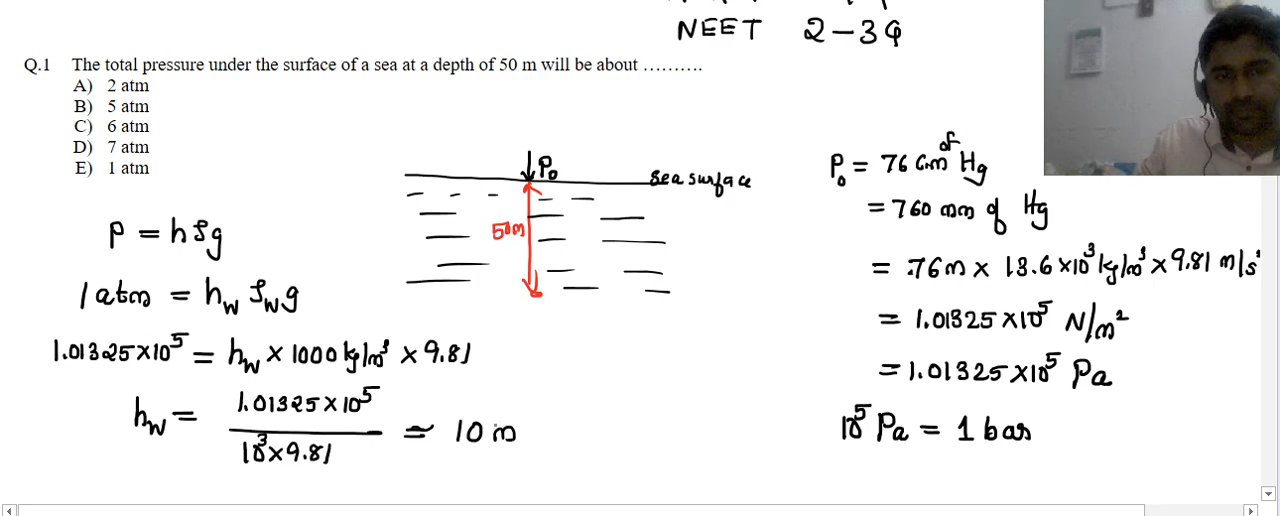 NEET 2-3Q
Q.1 The total pressure under the surface of a sea at a depth of 50 m will be about ……….
A) 2 atm
B) 5 atm
C) 6 atm
D) 7 atm
E) 1 atm
P₀
sea surface
50m
P = hρg
1 atm = h_w ρ_w g
1.01325×10⁵ = h_w × 1000 kg/m³ × 9.81
h_w = 1.01325×10⁵ / 10³×9.81 ≃ 10 m
P₀ = 76 cm of Hg
= 760 mm of Hg
= .76m × 13.6×10³ kg/m³ × 9.81 m/s²
= 1.01325×10⁵ N/m²
= 1.01325×10⁵ Pa
10⁵ Pa = 1 bar